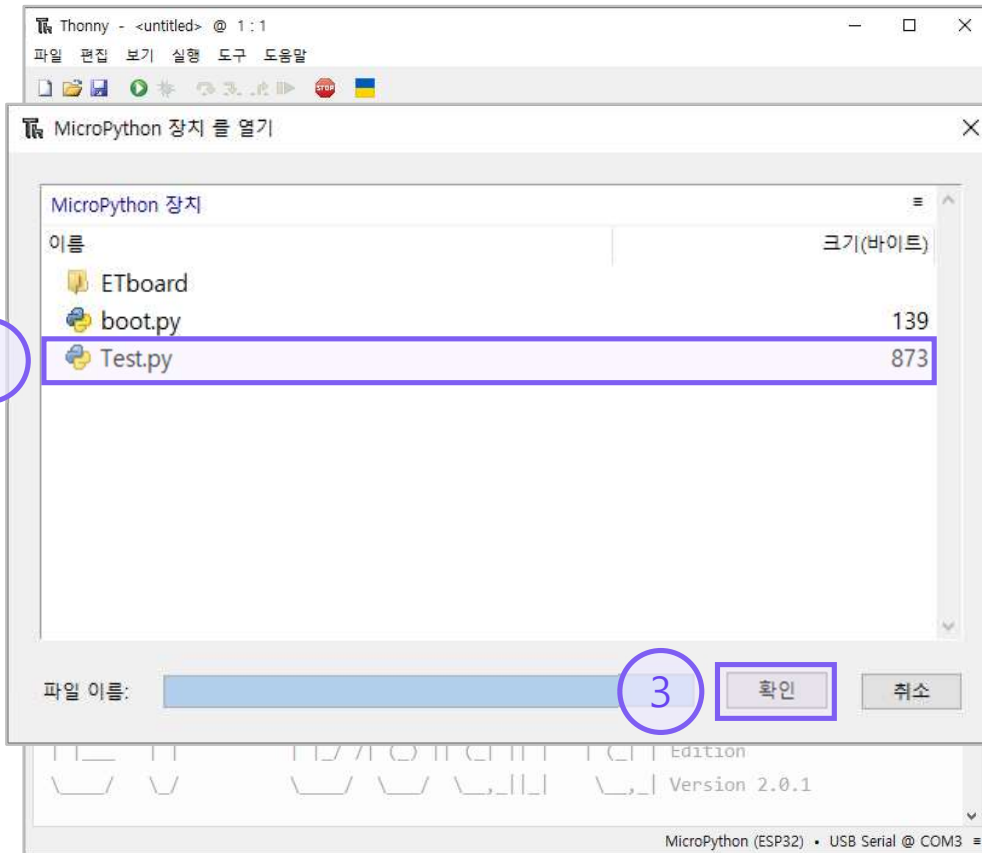 Thonny - <untitled> @ 1 : 1
파일 편집 보기 실행 도구 도움말
STOP
MicroPython 장치 를 열기
MicroPython 장치
이름 크기(바이트)
ETboard
boot.py 139
Test.py 873
파일 이름: 3 확인 취소
Edition
Version 2.0.1
MicroPython (ESP32) • USB Serial @ COM3 ≡